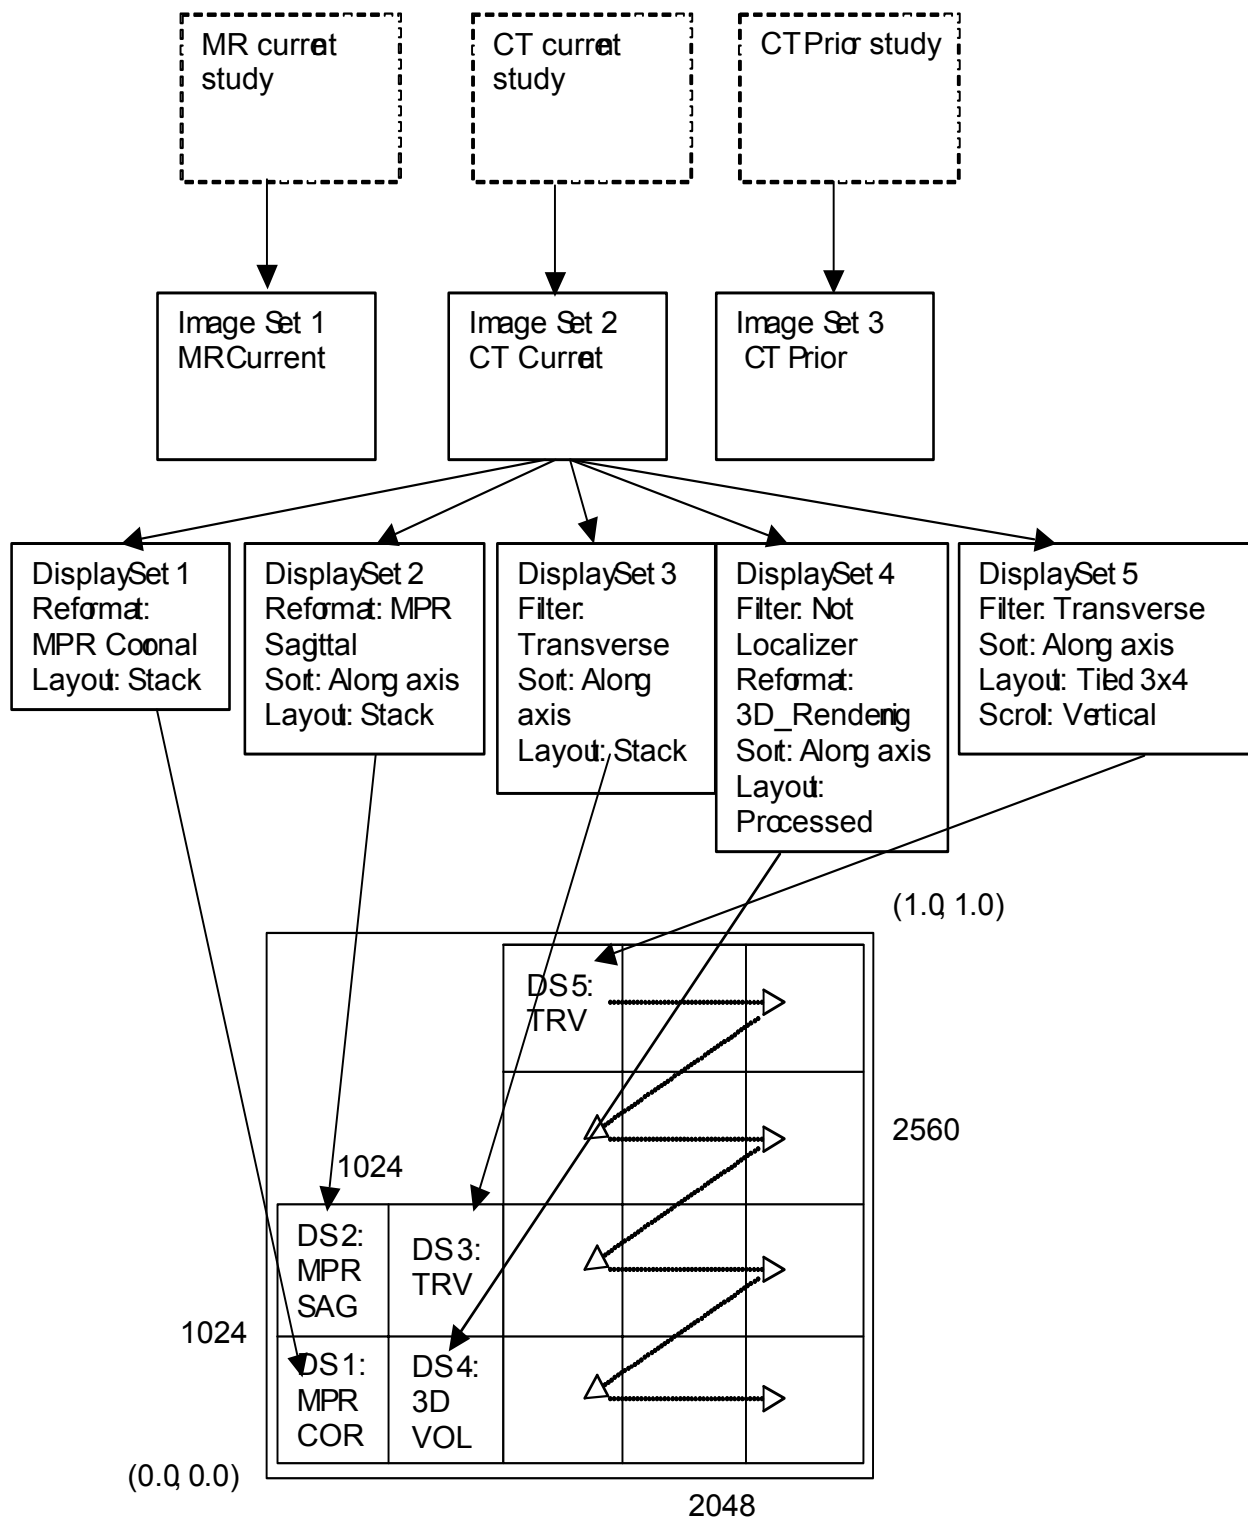 MR current
study
CT current
study
CT Prior study
Image Set 1
MR Current
Image Set 2
CT Current
Image Set 3
CT Prior
Display Set 1
Reformat:
MPR Coronal
Layout: Stack
Display Set 2
Reformat: MPR
Sagittal
Sort: Along axis
Layout: Stack
Display Set 3
Filter:
Transverse
Sort: Along
axis
Layout: Stack
Display Set 4
Filter: Not
Localizer
Reformat:
3D_Rendering
Sort: Along axis
Layout:
Processed
Display Set 5
Filter: Transverse
Sort: Along axis
Layout: Tiled 3x4
Scroll: Vertical
(1.0, 1.0)
DS5:
TRV
2560
1024
DS2:
MPR
SAG
DS3:
TRV
1024
DS1:
MPR
COR
DS4:
3D
VOL
(0.0, 0.0)
2048